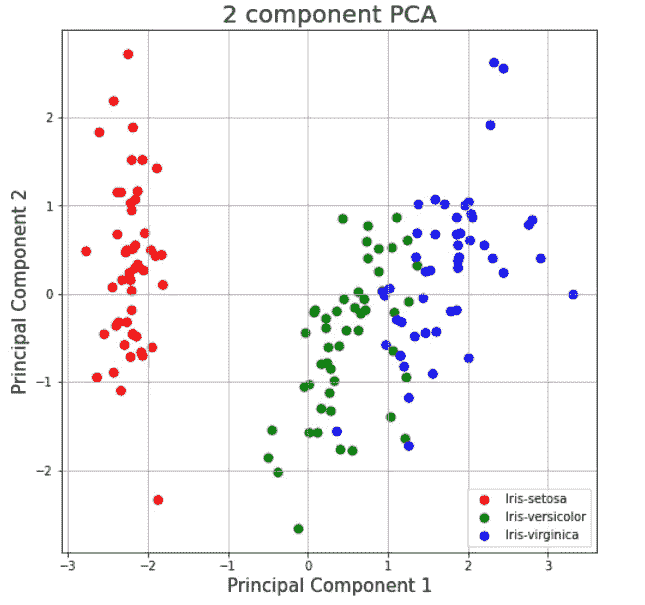 2 component PCA
Principal Component 2
2
1
0
−1
−2
−3 −2 −1 0 1 2 3
Principal Component 1
Iris-setosa
Iris-versicolor
Iris-virginica